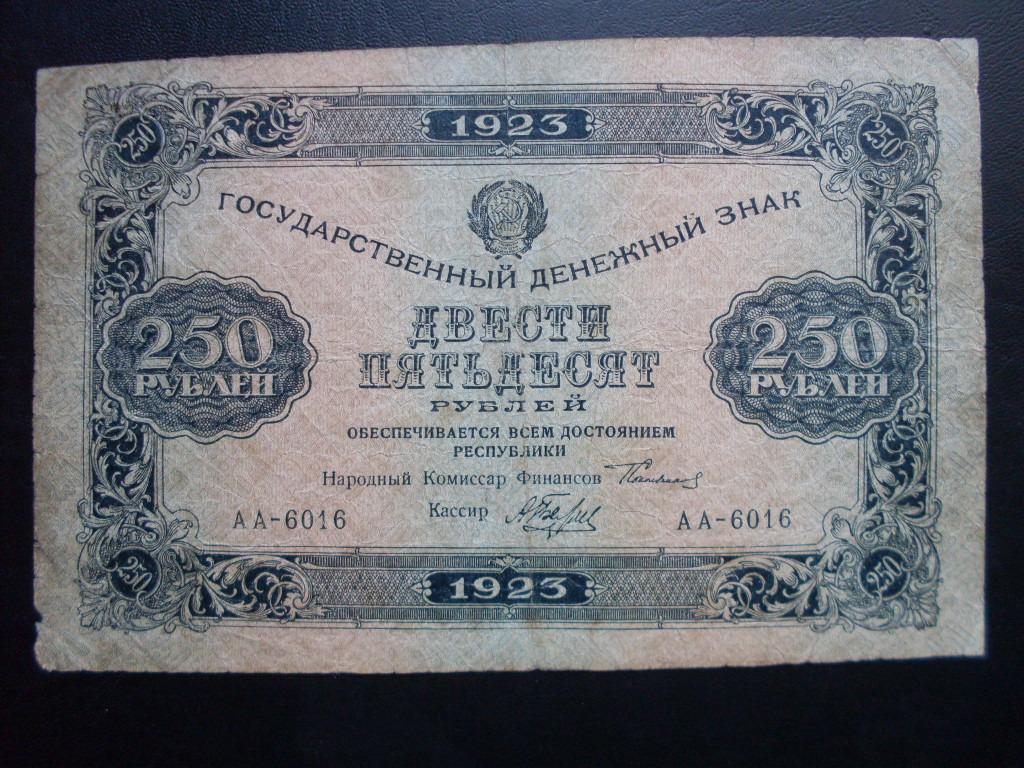 1923
250 250
ГОСУДАРСТВЕННЫЙ ДЕНЕЖНЫЙ ЗНАК
ДВЕСТИ
ПЯТЬДЕСЯТ
РУБЛЕЙ
250
РУБЛЕЙ
250
РУБЛЕЙ
ОБЕСПЕЧИВАЕТСЯ ВСЕМ ДОСТОЯНИЕМ
РЕСПУБЛИКИ
Народный Комиссар Финансов
Кассир
АА-6016 АА-6016
250 250
1923